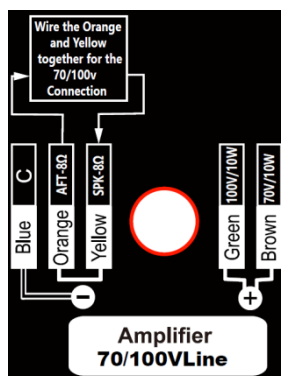 Wire the Orange
and Yellow
together for the
70/100v
Connection
C
Blue
AFT-8Ω
Orange
SPK-8Ω
Yellow
100V/10W
Green
70V/10W
Brown
−
+
Amplifier
70/100VLine